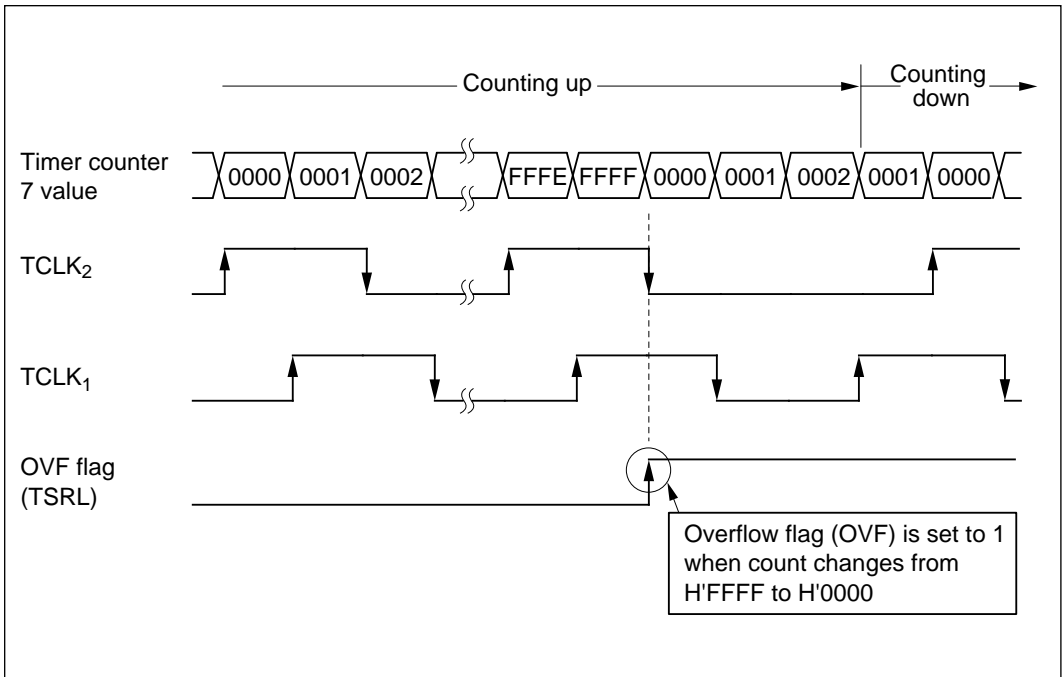 Counting up
Counting
down
Timer counter
7 value
0000 0001 0002 FFFE FFFF 0000 0001 0002 0001 0000
TCLK2
TCLK1
OVF flag
(TSRL)
Overflow flag (OVF) is set to 1
when count changes from
H'FFFF to H'0000